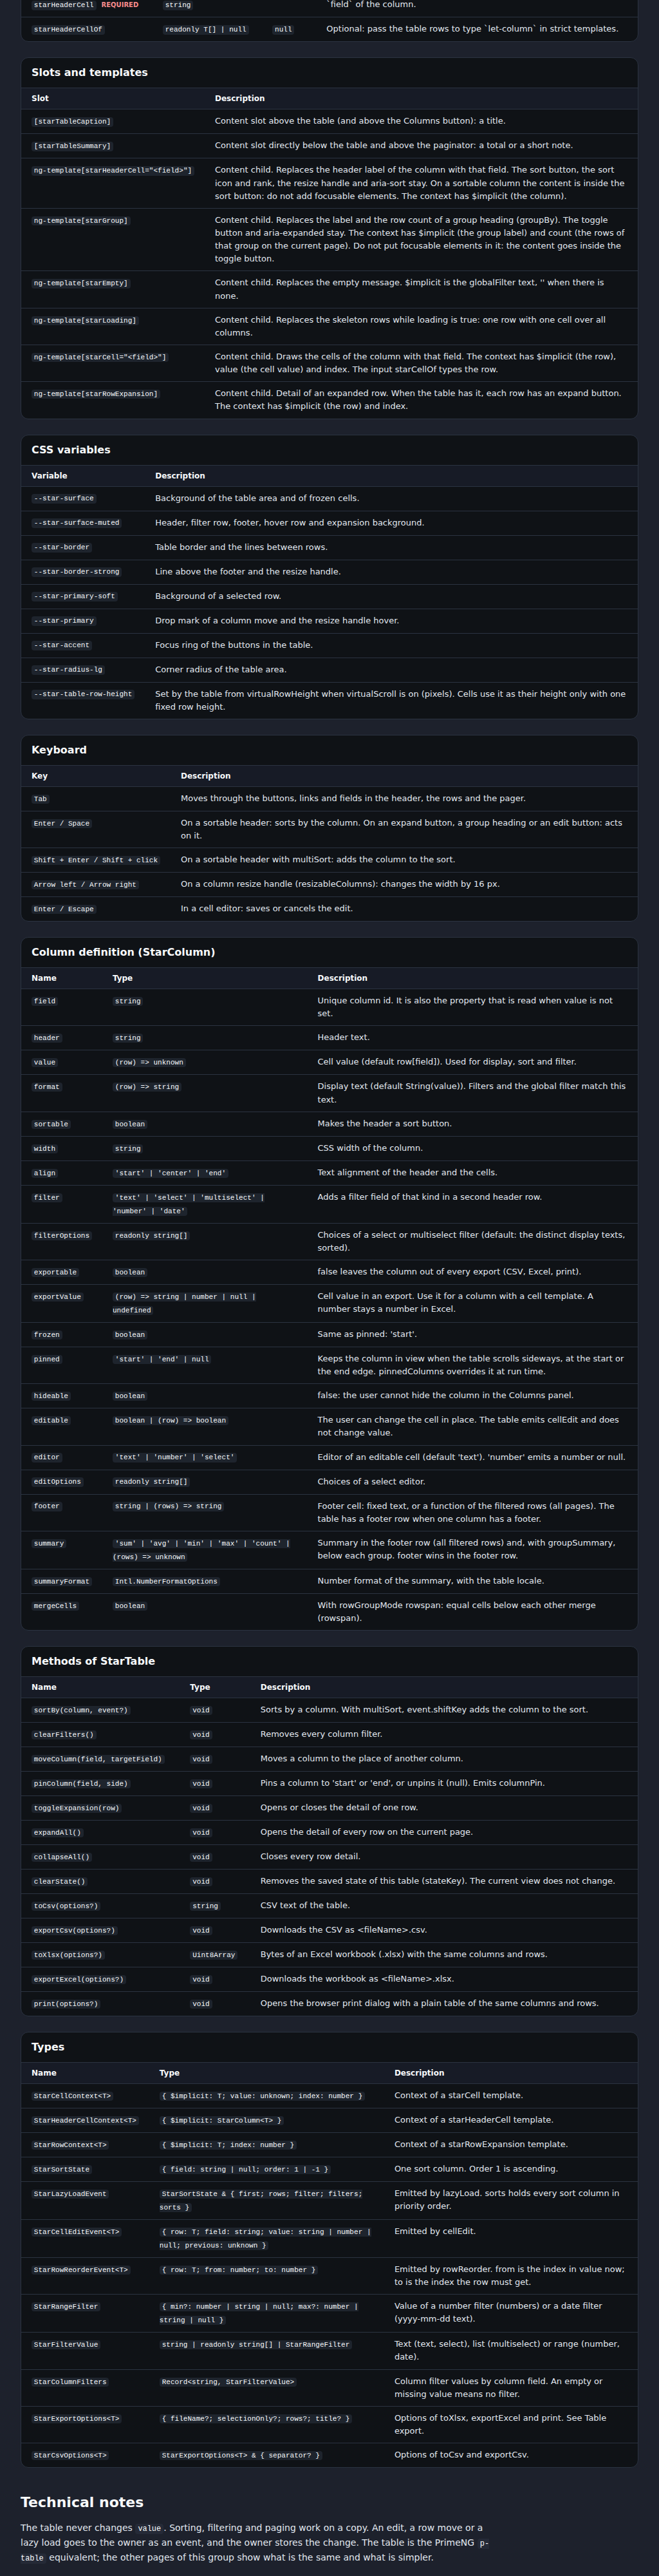 starHeaderCell REQUIRED string `field` of the column.
starHeaderCellOf readonly T[] | null null Optional: pass the table rows to type `let-column` in strict templates.
Slots and templates
Slot Description
[starTableCaption] Content slot above the table (and above the Columns button): a title.
[starTableSummary] Content slot directly below the table and above the paginator: a total or a short note.
ng-template[starHeaderCell="<field>"] Content child. Replaces the header label of the column with that field. The sort button, the sort
icon and rank, the resize handle and aria-sort stay. On a sortable column the content is inside the
sort button: do not add focusable elements. The context has $implicit (the column).
ng-template[starGroup] Content child. Replaces the label and the row count of a group heading (groupBy). The toggle
button and aria-expanded stay. The context has $implicit (the group label) and count (the rows of
that group on the current page). Do not put focusable elements in it: the content goes inside the
toggle button.
ng-template[starEmpty] Content child. Replaces the empty message. $implicit is the globalFilter text, '' when there is
none.
ng-template[starLoading] Content child. Replaces the skeleton rows while loading is true: one row with one cell over all
columns.
ng-template[starCell="<field>"] Content child. Draws the cells of the column with that field. The context has $implicit (the row),
value (the cell value) and index. The input starCellOf types the row.
ng-template[starRowExpansion] Content child. Detail of an expanded row. When the table has it, each row has an expand button.
The context has $implicit (the row) and index.
CSS variables
Variable Description
--star-surface Background of the table area and of frozen cells.
--star-surface-muted Header, filter row, footer, hover row and expansion background.
--star-border Table border and the lines between rows.
--star-border-strong Line above the footer and the resize handle.
--star-primary-soft Background of a selected row.
--star-primary Drop mark of a column move and the resize handle hover.
--star-accent Focus ring of the buttons in the table.
--star-radius-lg Corner radius of the table area.
--star-table-row-height Set by the table from virtualRowHeight when virtualScroll is on (pixels). Cells use it as their height only with one
fixed row height.
Keyboard
Key Description
Tab Moves through the buttons, links and fields in the header, the rows and the pager.
Enter / Space On a sortable header: sorts by the column. On an expand button, a group heading or an edit button: acts
on it.
Shift + Enter / Shift + click On a sortable header with multiSort: adds the column to the sort.
Arrow left / Arrow right On a column resize handle (resizableColumns): changes the width by 16 px.
Enter / Escape In a cell editor: saves or cancels the edit.
Column definition (StarColumn)
Name Type Description
field string Unique column id. It is also the property that is read when value is not
set.
header string Header text.
value (row) => unknown Cell value (default row[field]). Used for display, sort and filter.
format (row) => string Display text (default String(value)). Filters and the global filter match this
text.
sortable boolean Makes the header a sort button.
width string CSS width of the column.
align 'start' | 'center' | 'end' Text alignment of the header and the cells.
filter 'text' | 'select' | 'multiselect' | Adds a filter field of that kind in a second header row.
'number' | 'date'
filterOptions readonly string[] Choices of a select or multiselect filter (default: the distinct display texts,
sorted).
exportable boolean false leaves the column out of every export (CSV, Excel, print).
exportValue (row) => string | number | null | Cell value in an export. Use it for a column with a cell template. A
undefined number stays a number in Excel.
frozen boolean Same as pinned: 'start'.
pinned 'start' | 'end' | null Keeps the column in view when the table scrolls sideways, at the start or
the end edge. pinnedColumns overrides it at run time.
hideable boolean false: the user cannot hide the column in the Columns panel.
editable boolean | (row) => boolean The user can change the cell in place. The table emits cellEdit and does
not change value.
editor 'text' | 'number' | 'select' Editor of an editable cell (default 'text'). 'number' emits a number or null.
editOptions readonly string[] Choices of a select editor.
footer string | (rows) => string Footer cell: fixed text, or a function of the filtered rows (all pages). The
table has a footer row when one column has a footer.
summary 'sum' | 'avg' | 'min' | 'max' | 'count' | Summary in the footer row (all filtered rows) and, with groupSummary,
(rows) => unknown below each group. footer wins in the footer row.
summaryFormat Intl.NumberFormatOptions Number format of the summary, with the table locale.
mergeCells boolean With rowGroupMode rowspan: equal cells below each other merge
(rowspan).
Methods of StarTable
Name Type Description
sortBy(column, event?) void Sorts by a column. With multiSort, event.shiftKey adds the column to the sort.
clearFilters() void Removes every column filter.
moveColumn(field, targetField) void Moves a column to the place of another column.
pinColumn(field, side) void Pins a column to 'start' or 'end', or unpins it (null). Emits columnPin.
toggleExpansion(row) void Opens or closes the detail of one row.
expandAll() void Opens the detail of every row on the current page.
collapseAll() void Closes every row detail.
clearState() void Removes the saved state of this table (stateKey). The current view does not change.
toCsv(options?) string CSV text of the table.
exportCsv(options?) void Downloads the CSV as <fileName>.csv.
toXlsx(options?) Uint8Array Bytes of an Excel workbook (.xlsx) with the same columns and rows.
exportExcel(options?) void Downloads the workbook as <fileName>.xlsx.
print(options?) void Opens the browser print dialog with a plain table of the same columns and rows.
Types
Name Type Description
StarCellContext<T> { $implicit: T; value: unknown; index: number } Context of a starCell template.
StarHeaderCellContext<T> { $implicit: StarColumn<T> } Context of a starHeaderCell template.
StarRowContext<T> { $implicit: T; index: number } Context of a starRowExpansion template.
StarSortState { field: string | null; order: 1 | -1 } One sort column. Order 1 is ascending.
StarLazyLoadEvent StarSortState & { first; rows; filter; filters; Emitted by lazyLoad. sorts holds every sort column in
sorts } priority order.
StarCellEditEvent<T> { row: T; field: string; value: string | number | Emitted by cellEdit.
null; previous: unknown }
StarRowReorderEvent<T> { row: T; from: number; to: number } Emitted by rowReorder. from is the index in value now;
to is the index the row must get.
StarRangeFilter { min?: number | string | null; max?: number | Value of a number filter (numbers) or a date filter
string | null } (yyyy-mm-dd text).
StarFilterValue string | readonly string[] | StarRangeFilter Text (text, select), list (multiselect) or range (number,
date).
StarColumnFilters Record<string, StarFilterValue> Column filter values by column field. An empty or
missing value means no filter.
StarExportOptions<T> { fileName?; selectionOnly?; rows?; title? } Options of toXlsx, exportExcel and print. See Table
export.
StarCsvOptions<T> StarExportOptions<T> & { separator? } Options of toCsv and exportCsv.
Technical notes
The table never changes value. Sorting, filtering and paging work on a copy. An edit, a row move or a
lazy load goes to the owner as an event, and the owner stores the change. The table is the PrimeNG p-
table equivalent; the other pages of this group show what is the same and what is simpler.